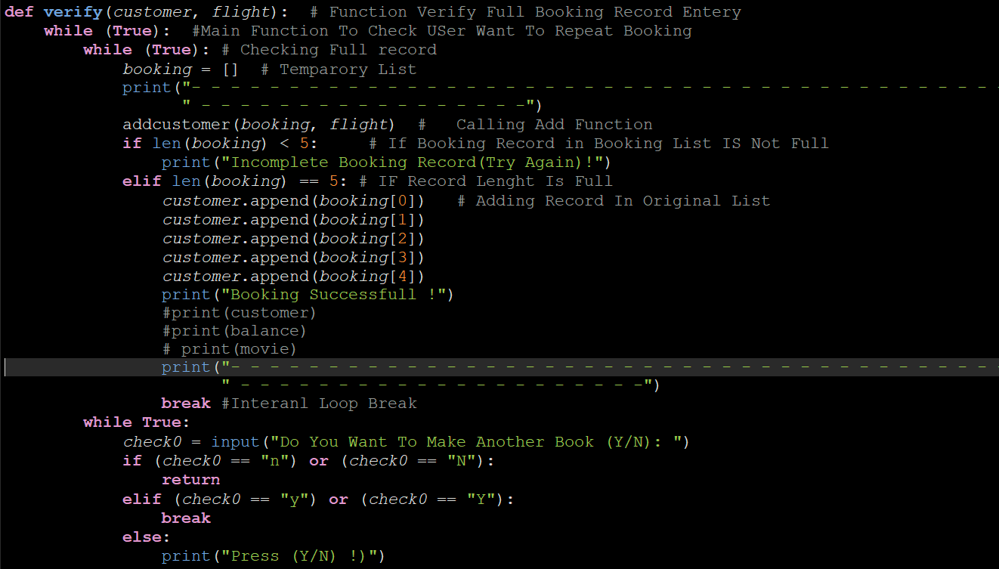 def verify(customer, flight):  # Function Verify Full Booking Record Entery
while (True):  #Main Function To Check USer Want To Repeat Booking
while (True): # Checking Full record
booking = []  # Temparory List
print("- - - - - - - - - - - - - - - - - - - - - - - - - - - - - - - - - - - - - - - - - -
" - - - - - - - - - - - - - - - - -")
addcustomer(booking, flight)  #   Calling Add Function
if len(booking) < 5:     # If Booking Record in Booking List IS Not Full
print("Incomplete Booking Record(Try Again)!")
elif len(booking) == 5: # IF Record Lenght Is Full
customer.append(booking[0])   # Adding Record In Original List
customer.append(booking[1])
customer.append(booking[2])
customer.append(booking[3])
customer.append(booking[4])
print("Booking Successfull !")
#print(customer)
#print(balance)
# print(movie)
print("- - - - - - - - - - - - - - - - - - - - - - - - - - - - - - - - - - - - - - - -
" - - - - - - - - - - - - - - - - - - - - -")
break #Interanl Loop Break
while True:
check0 = input("Do You Want To Make Another Book (Y/N): ")
if (check0 == "n") or (check0 == "N"):
return
elif (check0 == "y") or (check0 == "Y"):
break
else:
print("Press (Y/N) !)")